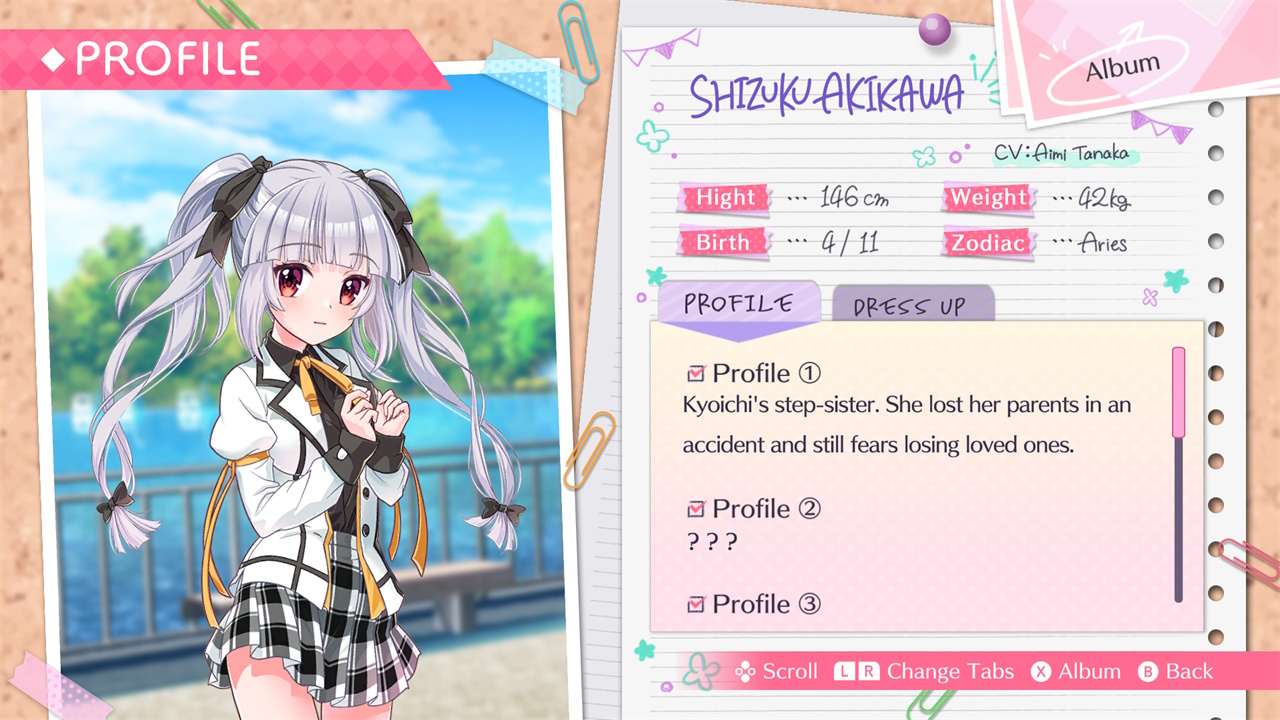 PROFILE
Album
SHIZUKU AKIKAWA
CV:Aimi Tanaka
Hight … 146cm Weight … 42kg
Birth … 4/11 Zodiac … Aries
PROFILE DRESS UP
Profile ①
Kyoichi's step-sister. She lost her parents in an
accident and still fears losing loved ones.
Profile ②
? ? ?
Profile ③
Scroll L R Change Tabs X Album B Back